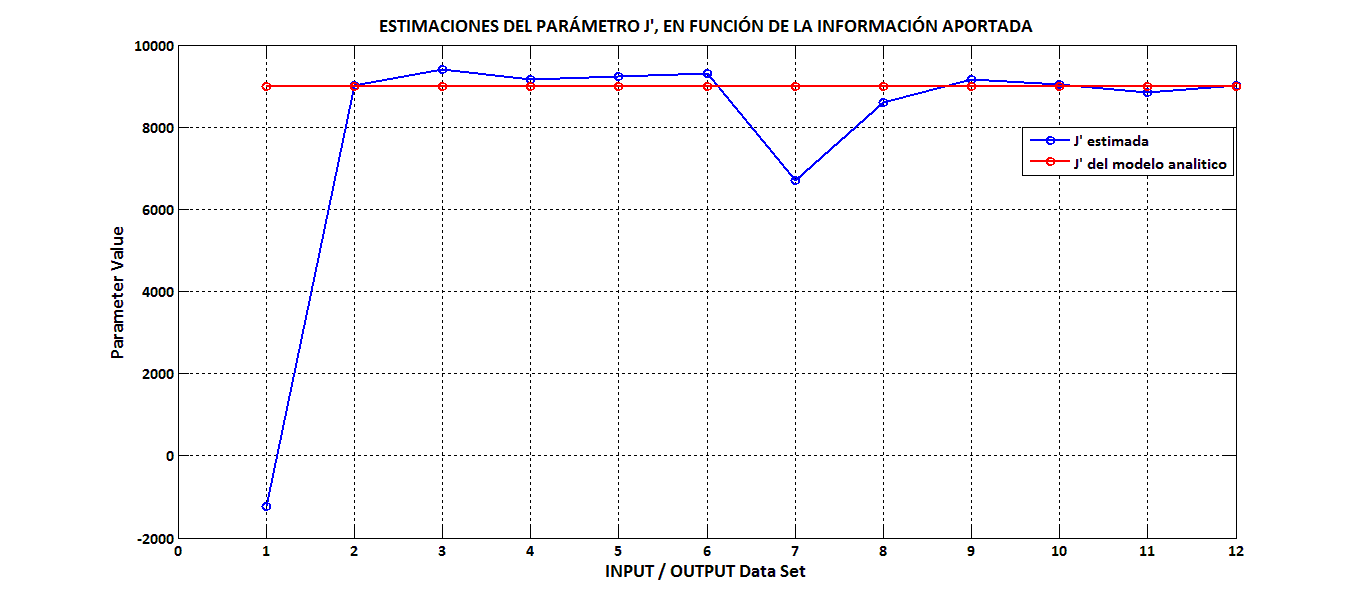 ESTIMACIONES DEL PARÁMETRO J', EN FUNCIÓN DE LA INFORMACIÓN APORTADA
10000
8000
6000
4000
2000
0
-2000
Parameter Value
J' estimada
J' del modelo analitico
0 1 2 3 4 5 6 7 8 9 10 11 12
INPUT / OUTPUT Data Set